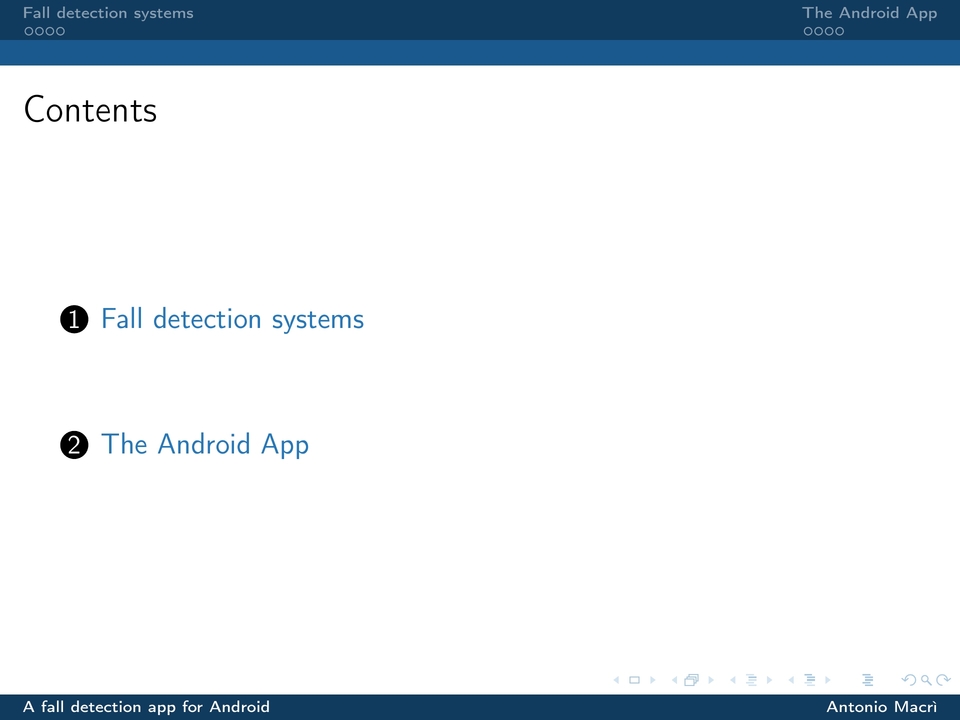 Fall detection systems
The Android App
Contents
1 Fall detection systems
2 The Android App
A fall detection app for Android
Antonio Macrì